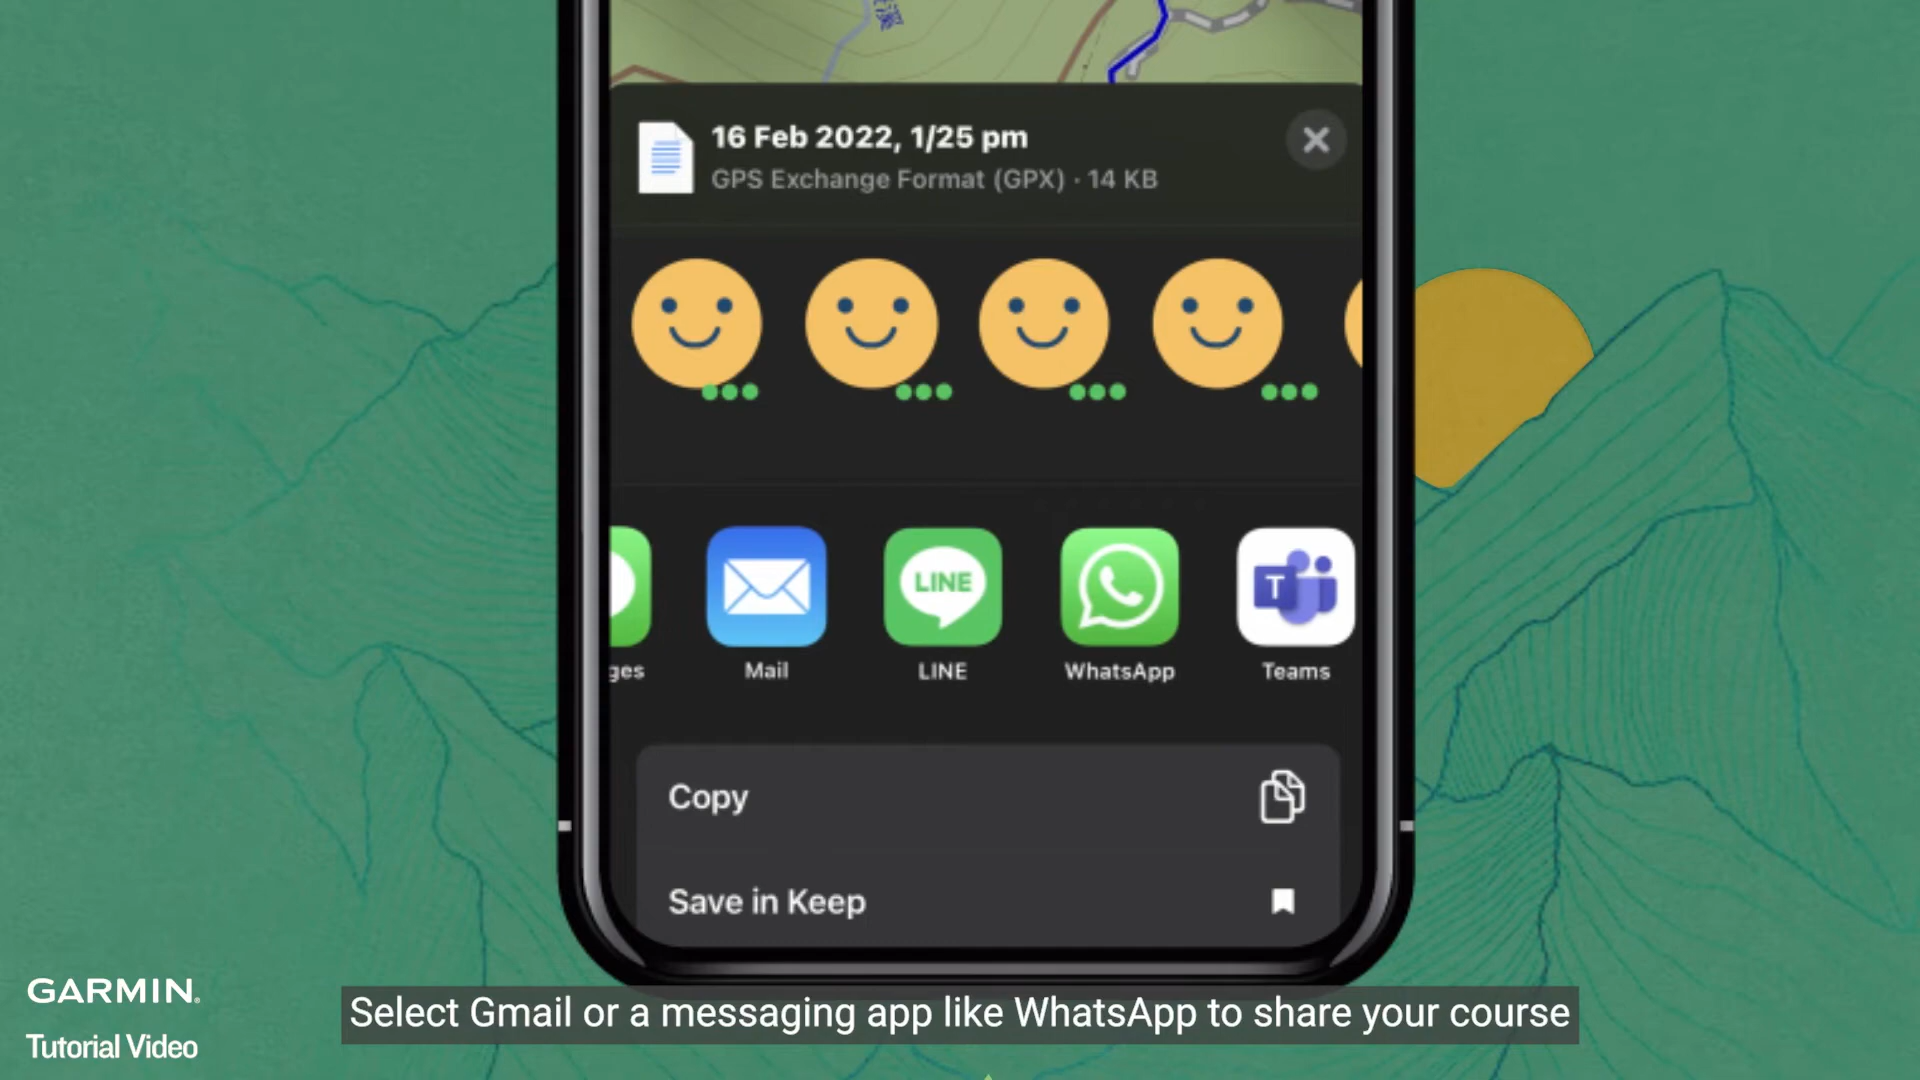 16 Feb 2022, 1/25 pm
GPS Exchange Format (GPX) · 14 KB
ges
Mail
LINE
LINE
WhatsApp
T
Teams
Copy
Save in Keep
GARMIN.
Tutorial Video
Select Gmail or a messaging app like WhatsApp to share your course